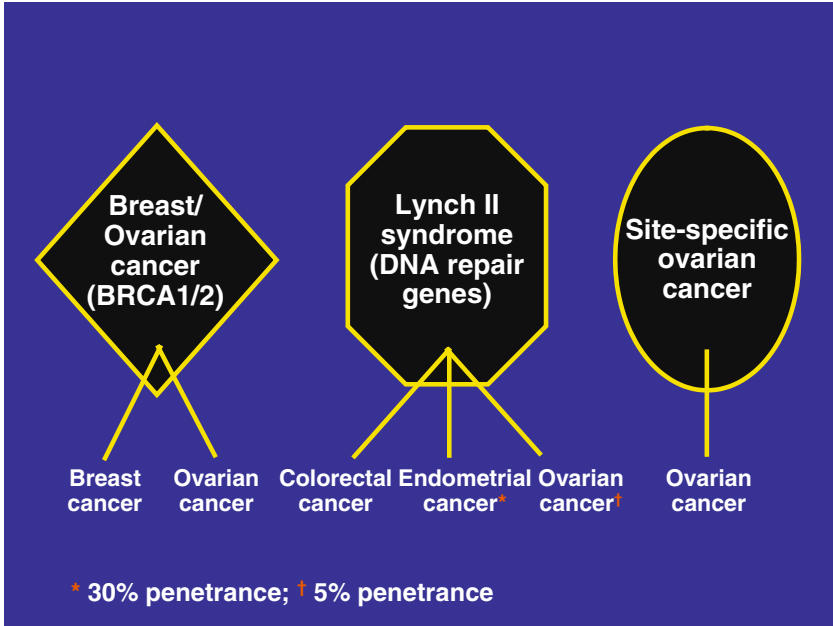 Breast/
Ovarian
cancer
(BRCA1/2)
Lynch II
syndrome
(DNA repair
genes)
Site-specific
ovarian
cancer
Breast
cancer
Ovarian
cancer
Colorectal
cancer
Endometrial
cancer*
Ovarian
cancer†
Ovarian
cancer
* 30% penetrance; † 5% penetrance